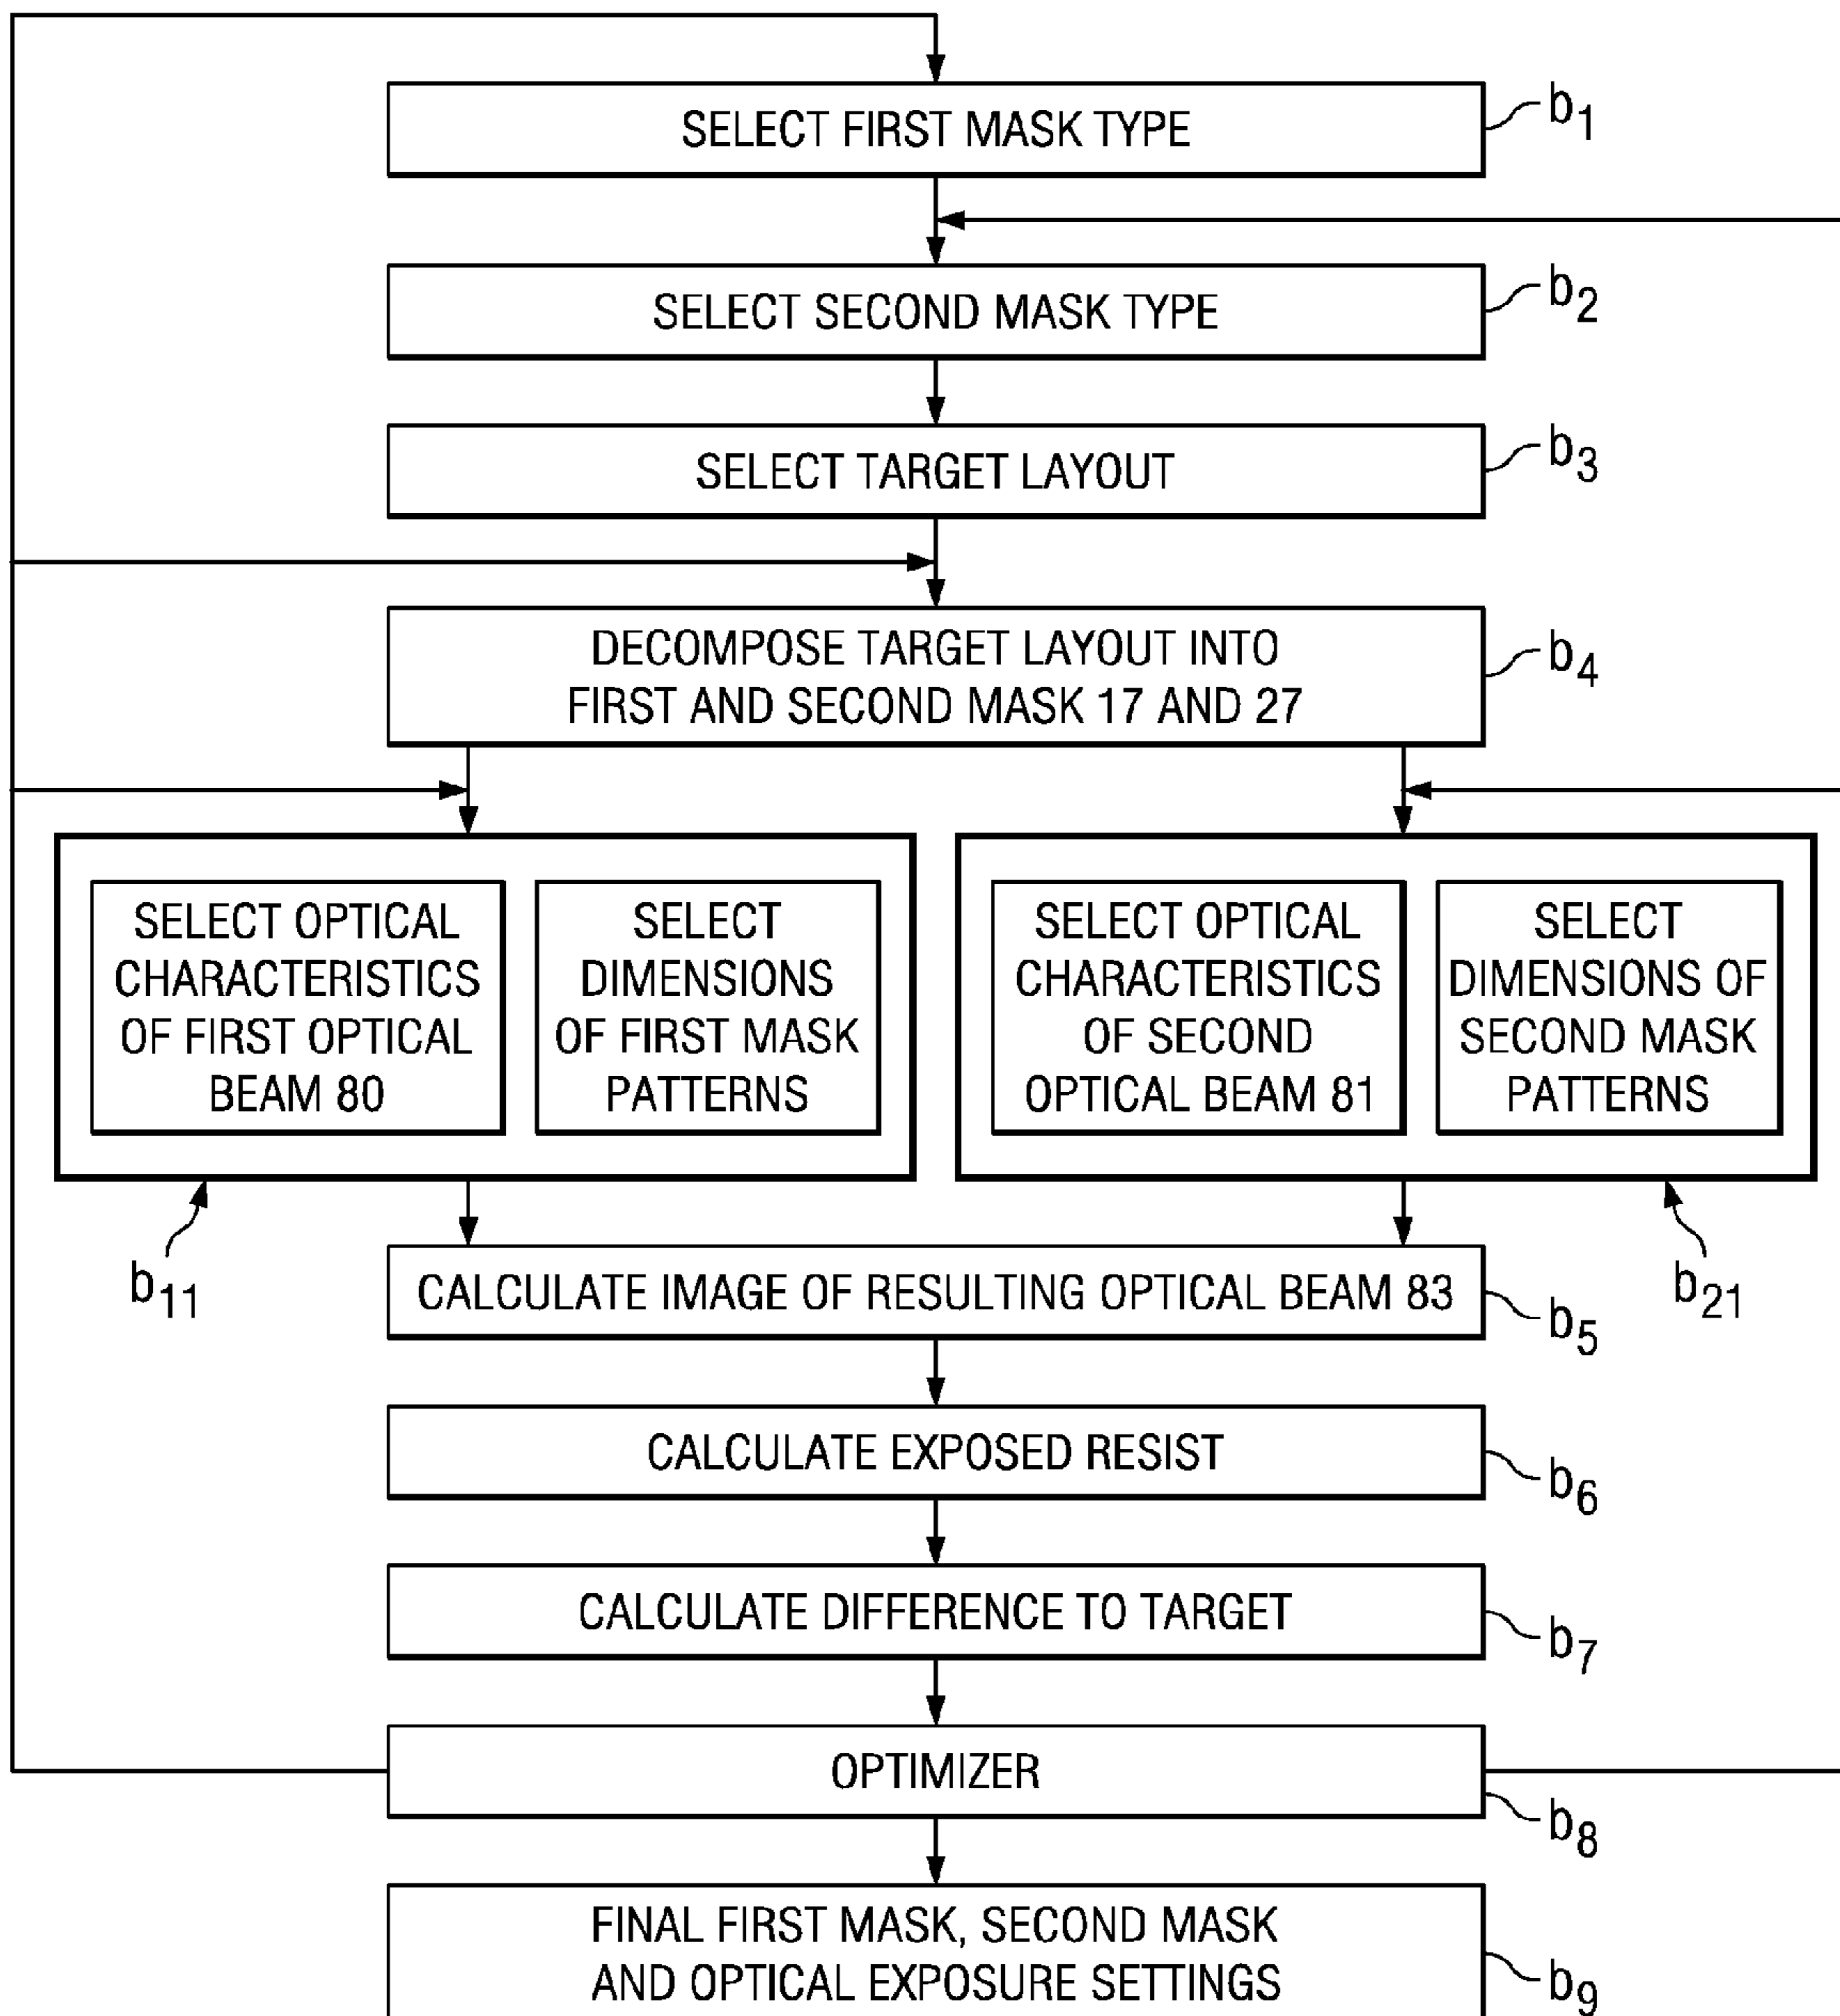 SELECT FIRST MASK TYPE
b1
SELECT SECOND MASK TYPE
b2
SELECT TARGET LAYOUT
b3
DECOMPOSE TARGET LAYOUT INTO
FIRST AND SECOND MASK 17 AND 27
b4
SELECT OPTICAL
CHARACTERISTICS
OF FIRST OPTICAL
BEAM 80
SELECT
DIMENSIONS
OF FIRST MASK
PATTERNS
b11
SELECT OPTICAL
CHARACTERISTICS
OF SECOND
OPTICAL BEAM 81
SELECT
DIMENSIONS OF
SECOND MASK
PATTERNS
b21
CALCULATE IMAGE OF RESULTING OPTICAL BEAM 83
b5
CALCULATE EXPOSED RESIST
b6
CALCULATE DIFFERENCE TO TARGET
b7
OPTIMIZER
b8
FINAL FIRST MASK, SECOND MASK
AND OPTICAL EXPOSURE SETTINGS
b9